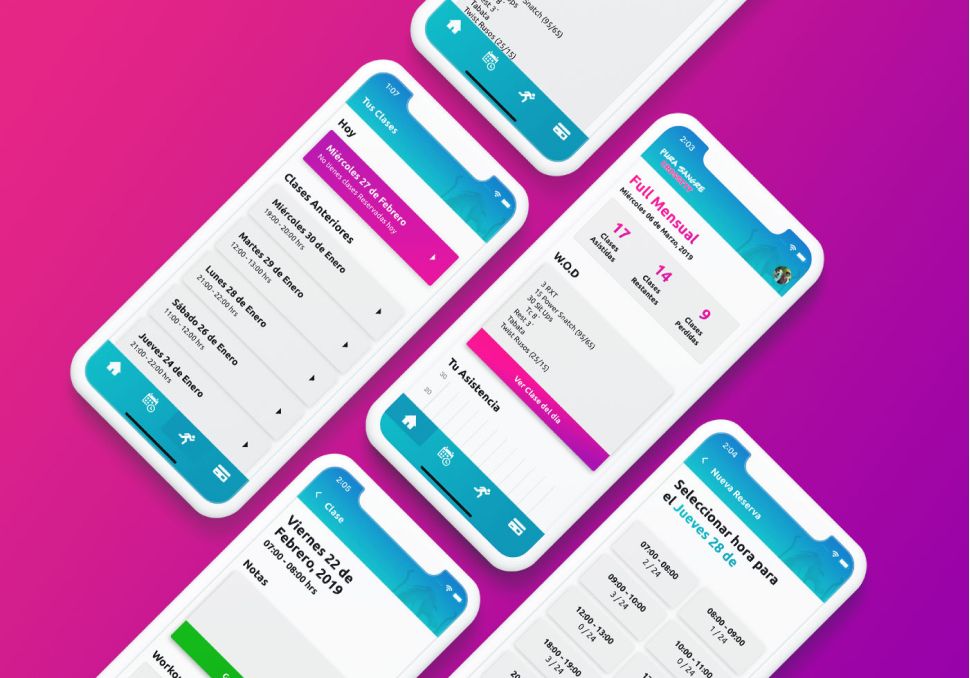 Snatch (95/65)
Rest 3´
Tabata
Twist Rusos (25/15)
1:07
Tus Clases
Hoy
Miércoles 27 de Febrero
No tienes clases Reservadas hoy
Clases Anteriores
Miércoles 30 de Enero
19:00 - 20:00 hrs
Martes 29 de Enero
12:00 - 13:00 hrs
Lunes 28 de Enero
21:00 - 22:00 hrs
Sábado 26 de Enero
11:00 - 12:00 hrs
Jueves 24 de Enero
21:00 - 22:00 hrs
2:03
PURA SANGRE
CROSSFIT
Full Mensual
Miércoles 06 de Marzo, 2019
17
Clases
Asistidas
14
Clases
Restantes
9
Clases
Perdidas
W.O.D
3 RXT
15 Power Snatch (95/65)
30 Sit Ups
Tc 8´
Rest 3´
Tabata
Twist Rusos (25/15)
Ver Clase del día
Tu Asistencia
30
20
2:05
Clase
Viernes 22 de
Febrero, 2019
07:00 - 08:00 hrs
Notas
2:04
Nueva Reserva
Seleccionar hora para
el Jueves 28 de
07:00 - 08:00
2 / 24
08:00 - 09:00
1 / 24
09:00 - 10:00
3 / 24
10:00 - 11:00
0 / 24
12:00 - 13:00
0 / 24
18:00 - 19:00
3 / 24